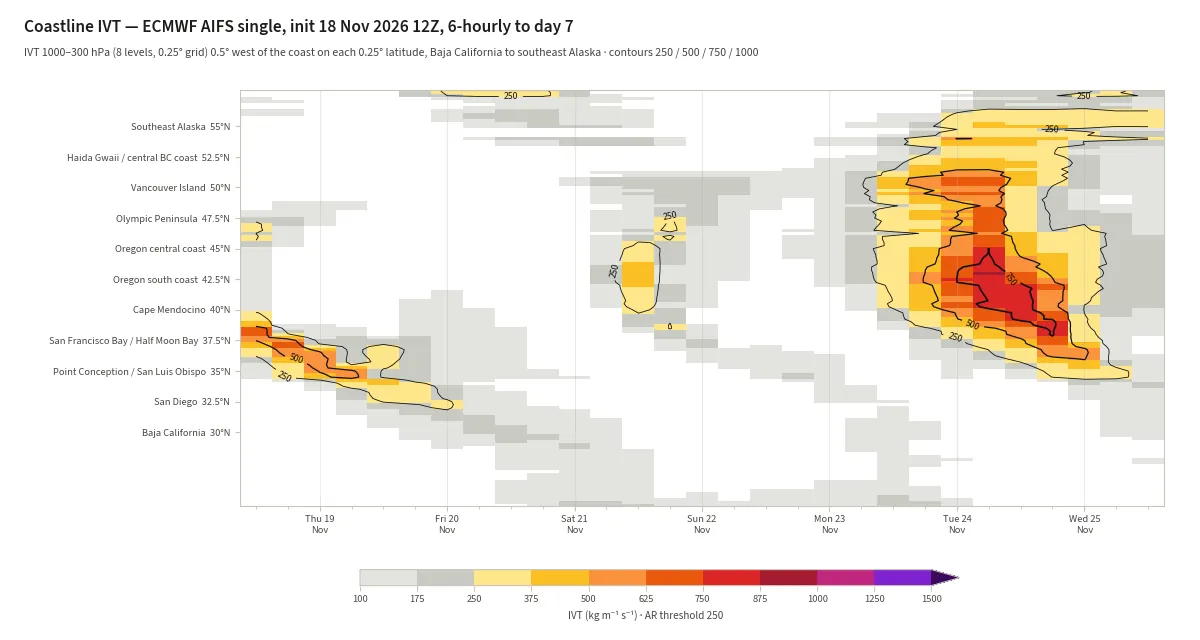 Coastline IVT — ECMWF AIFS single, init 18 Nov 2026 12Z, 6-hourly to day 7
IVT 1000–300 hPa (8 levels, 0.25° grid) 0.5° west of the coast on each 0.25° latitude, Baja California to southeast Alaska · contours 250 / 500 / 750 / 1000
250
250
Southeast Alaska 55°N
250
Haida Gwaii / central BC coast 52.5°N
Vancouver Island 50°N
Olympic Peninsula 47.5°N
250
Oregon central coast 45°N
Oregon south coast 42.5°N
250
750
Cape Mendocino 40°N
500
San Francisco Bay / Half Moon Bay 37.5°N
250
500
Point Conception / San Luis Obispo 35°N
250
San Diego 32.5°N
Baja California 30°N
Thu 19 Nov
Fri 20 Nov
Sat 21 Nov
Sun 22 Nov
Mon 23 Nov
Tue 24 Nov
Wed 25 Nov
100 175 250 375 500 625 750 875 1000 1250 1500
IVT (kg m⁻¹ s⁻¹) · AR threshold 250